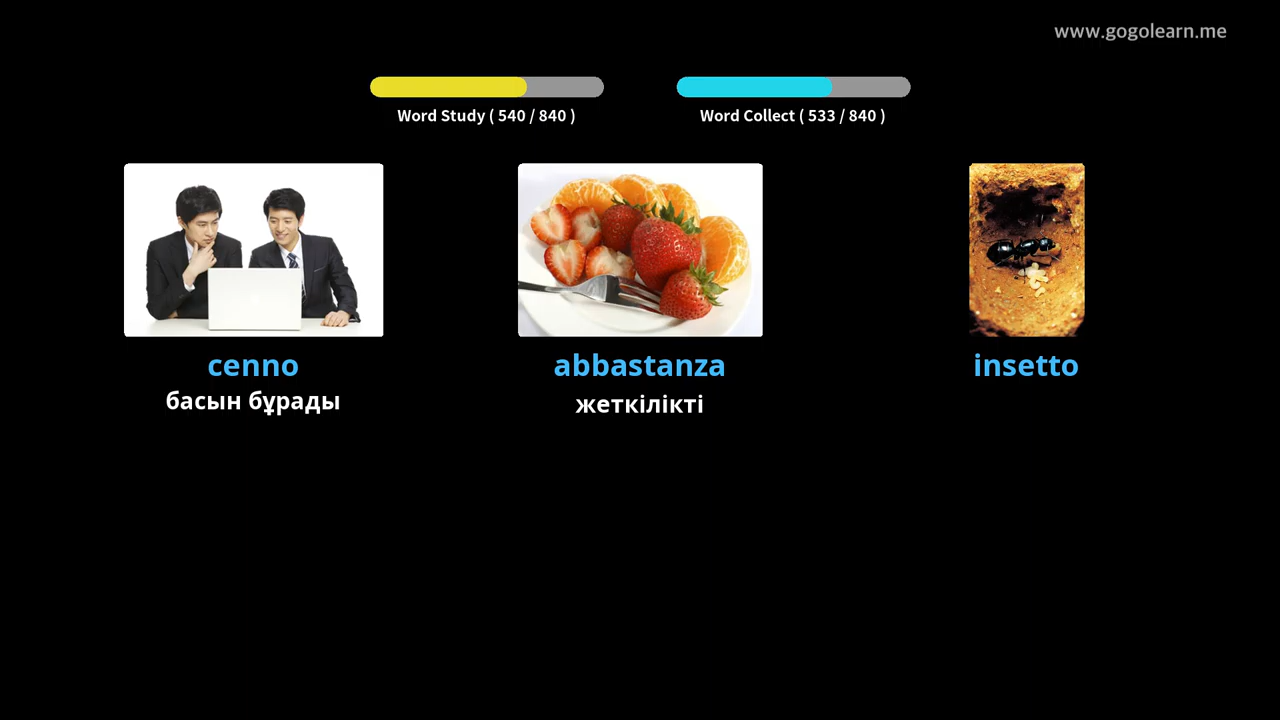 www.gogolearn.me
Word Study ( 540 / 840 )
Word Collect ( 533 / 840 )
cenno
басын бұрады
abbastanza
жеткілікті
insetto